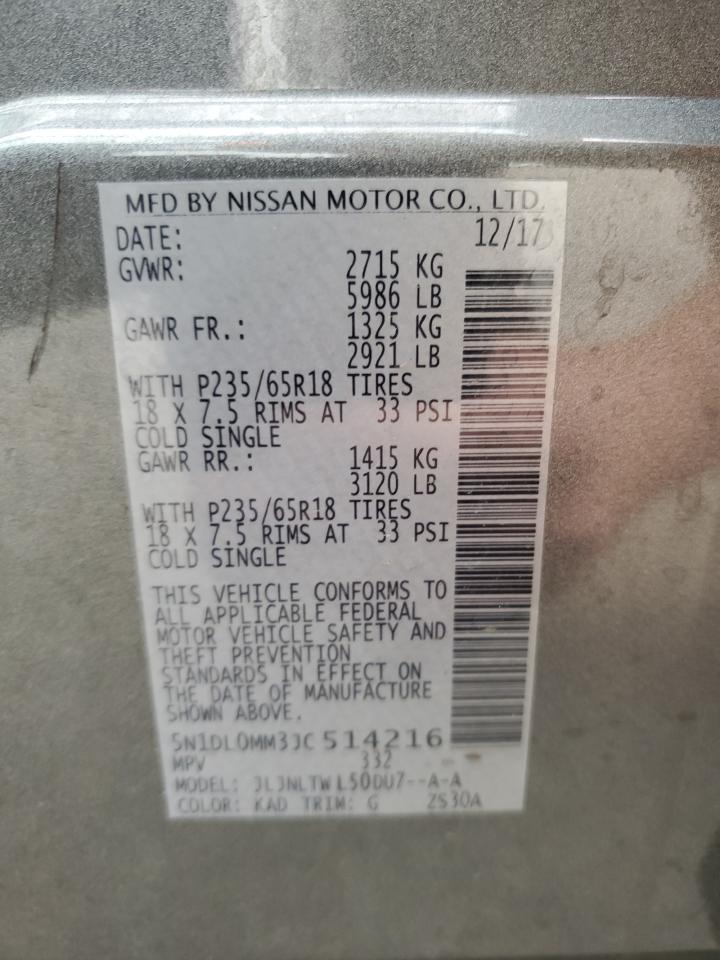 MFD BY NISSAN MOTOR CO., LTD.
DATE: 12/17
GVWR: 2715 KG
5986 LB
GAWR FR.: 1325 KG
2921 LB
WITH P235/65R18 TIRES
18 X 7.5 RIMS AT 33 PSI
COLD SINGLE
GAWR RR.: 1415 KG
3120 LB
WITH P235/65R18 TIRES
18 X 7.5 RIMS AT 33 PSI
COLD SINGLE
THIS VEHICLE CONFORMS TO
ALL APPLICABLE FEDERAL
MOTOR VEHICLE SAFETY AND
THEFT PREVENTION
STANDARDS IN EFFECT ON
THE DATE OF MANUFACTURE
SHOWN ABOVE.
5N1DL0MM3JC 514216
MPV 332
MODEL: JLJNLTW L50DU7--A-A
COLOR: KAD TRIM: G ZS30A